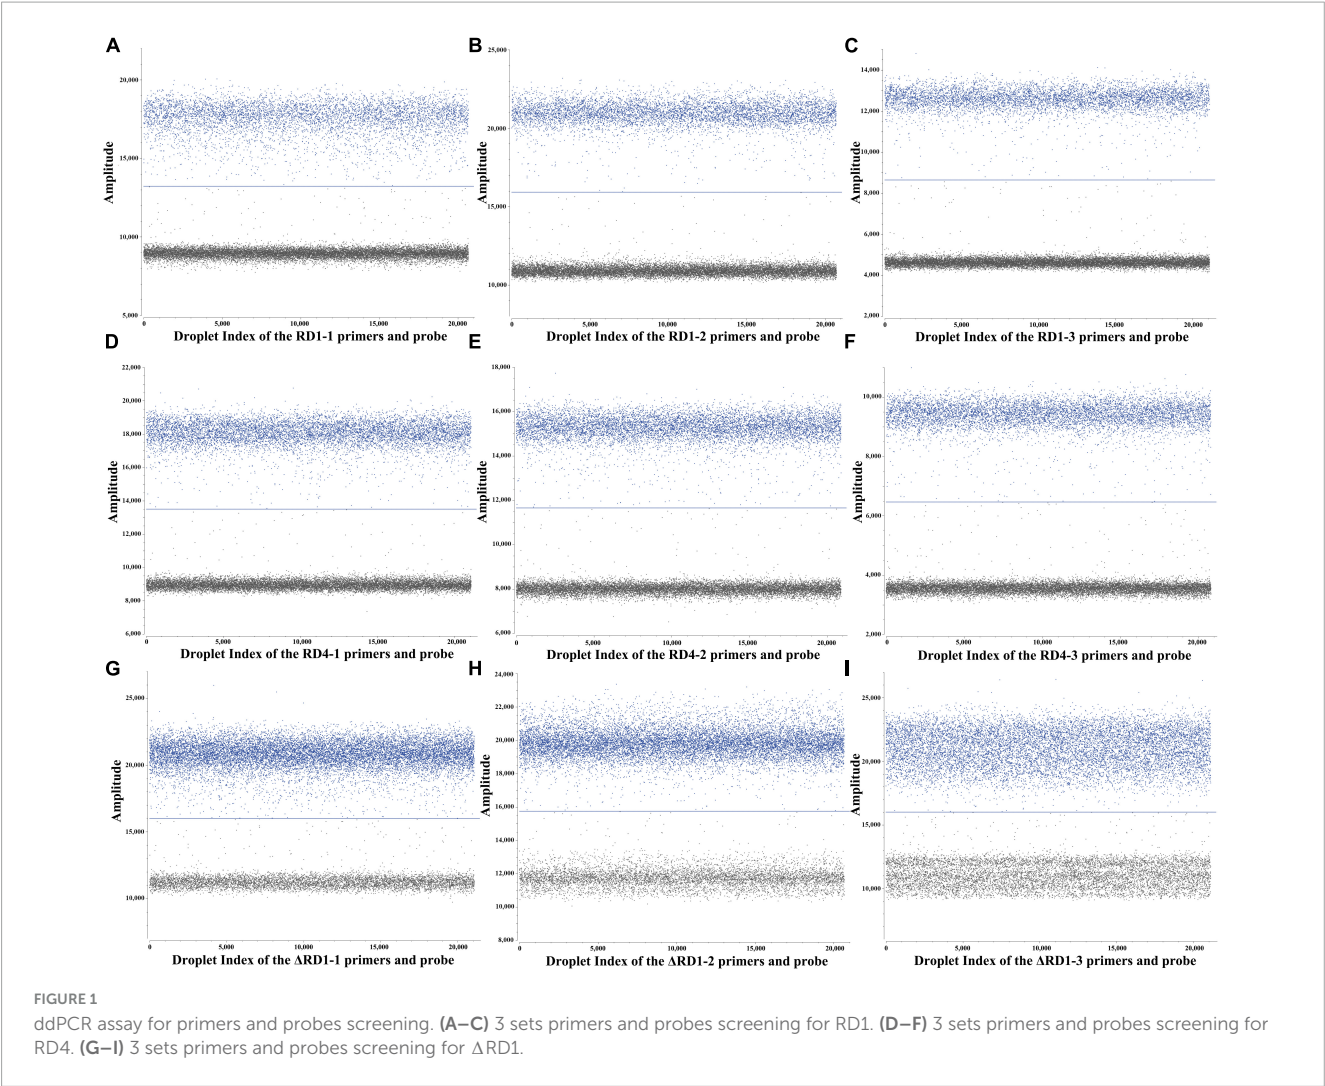 A
20,000
15,000
10,000
5,000
Amplitude
0 5,000 10,000 15,000 20,000
Droplet Index of the RD1-1 primers and probe
B
25,000
20,000
15,000
10,000
Amplitude
0 5,000 10,000 15,000 20,000
Droplet Index of the RD1-2 primers and probe
C
14,000
12,000
10,000
8,000
6,000
4,000
2,000
Amplitude
0 5,000 10,000 15,000 20,000
Droplet Index of the RD1-3 primers and probe
D
22,000
20,000
18,000
16,000
14,000
12,000
10,000
8,000
6,000
Amplitude
0 5,000 10,000 15,000 20,000
Droplet Index of the RD4-1 primers and probe
E
18,000
16,000
14,000
12,000
10,000
8,000
6,000
Amplitude
0 5,000 10,000 15,000 20,000
Droplet Index of the RD4-2 primers and probe
F
10,000
8,000
6,000
4,000
2,000
Amplitude
0 5,000 10,000 15,000 20,000
Droplet Index of the RD4-3 primers and probe
G
25,000
20,000
15,000
10,000
Amplitude
0 5,000 10,000 15,000 20,000
Droplet Index of the ΔRD1-1 primers and probe
H
24,000
22,000
20,000
18,000
16,000
14,000
12,000
10,000
8,000
Amplitude
0 5,000 10,000 15,000 20,000
Droplet Index of the ΔRD1-2 primers and probe
I
25,000
20,000
15,000
10,000
Amplitude
0 5,000 10,000 15,000 20,000
Droplet Index of the ΔRD1-3 primers and probe
FIGURE 1
ddPCR assay for primers and probes screening. (A–C) 3 sets primers and probes screening for RD1. (D–F) 3 sets primers and probes screening for
RD4. (G–I) 3 sets primers and probes screening for ΔRD1.